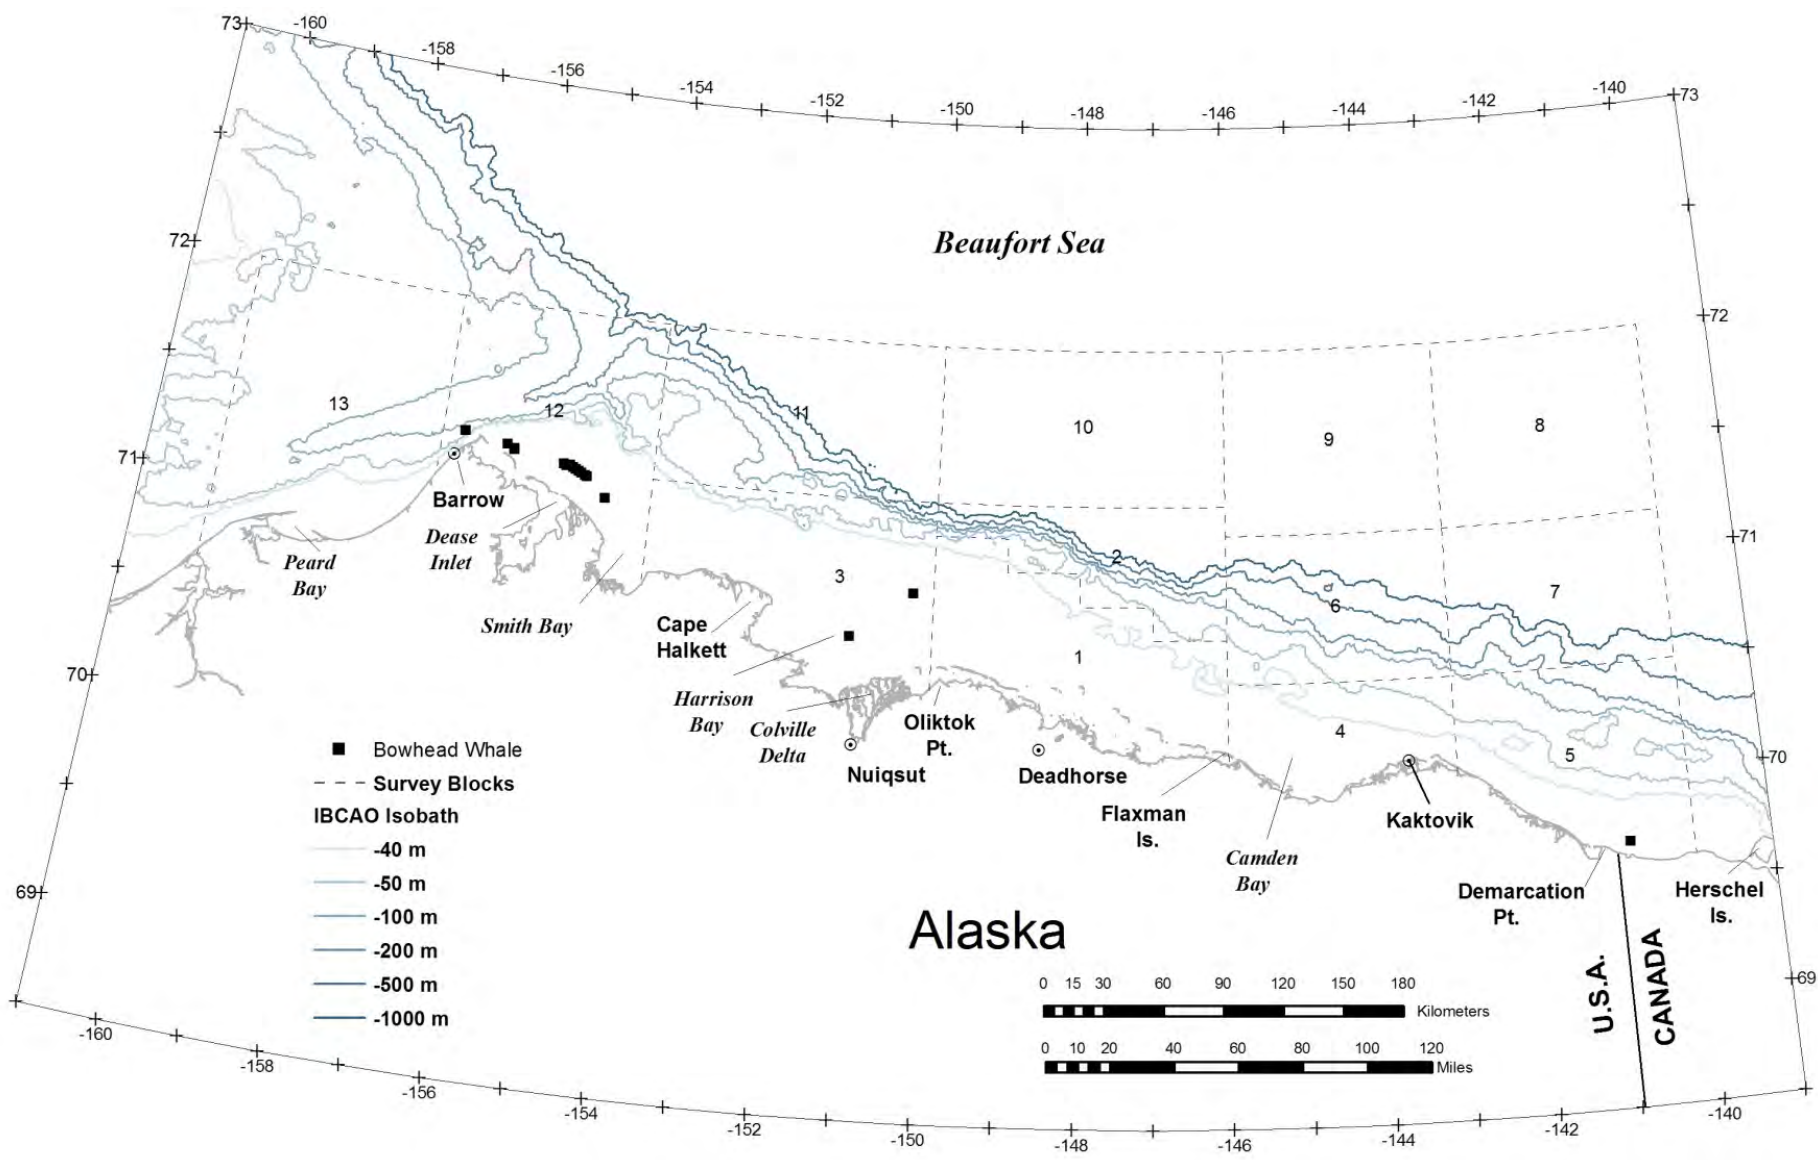 73
-160
-158
-156
-154
-152
-150
-148
-146
-144
-142
-140
73
72
Beaufort Sea
72
13
12
11
10
9
8
71
Barrow
Dease
Inlet
Peard
Bay
Smith Bay
3
2
6
7
71
Cape
Halkett
1
70
Harrison
Bay
Colville
Delta
Oliktok
Pt.
4
5
70
Nuiqsut
Deadhorse
Flaxman
Is.
Kaktovik
Camden
Bay
Demarcation
Pt.
Herschel
Is.
Bowhead Whale
Survey Blocks
IBCAO Isobath
-40 m
-50 m
-100 m
-200 m
-500 m
-1000 m
69
Alaska
U.S.A.
CANADA
69
0 15 30 60 90 120 150 180
Kilometers
0 10 20 40 60 80 100 120
Miles
-160
-158
-156
-154
-152
-150
-148
-146
-144
-142
-140